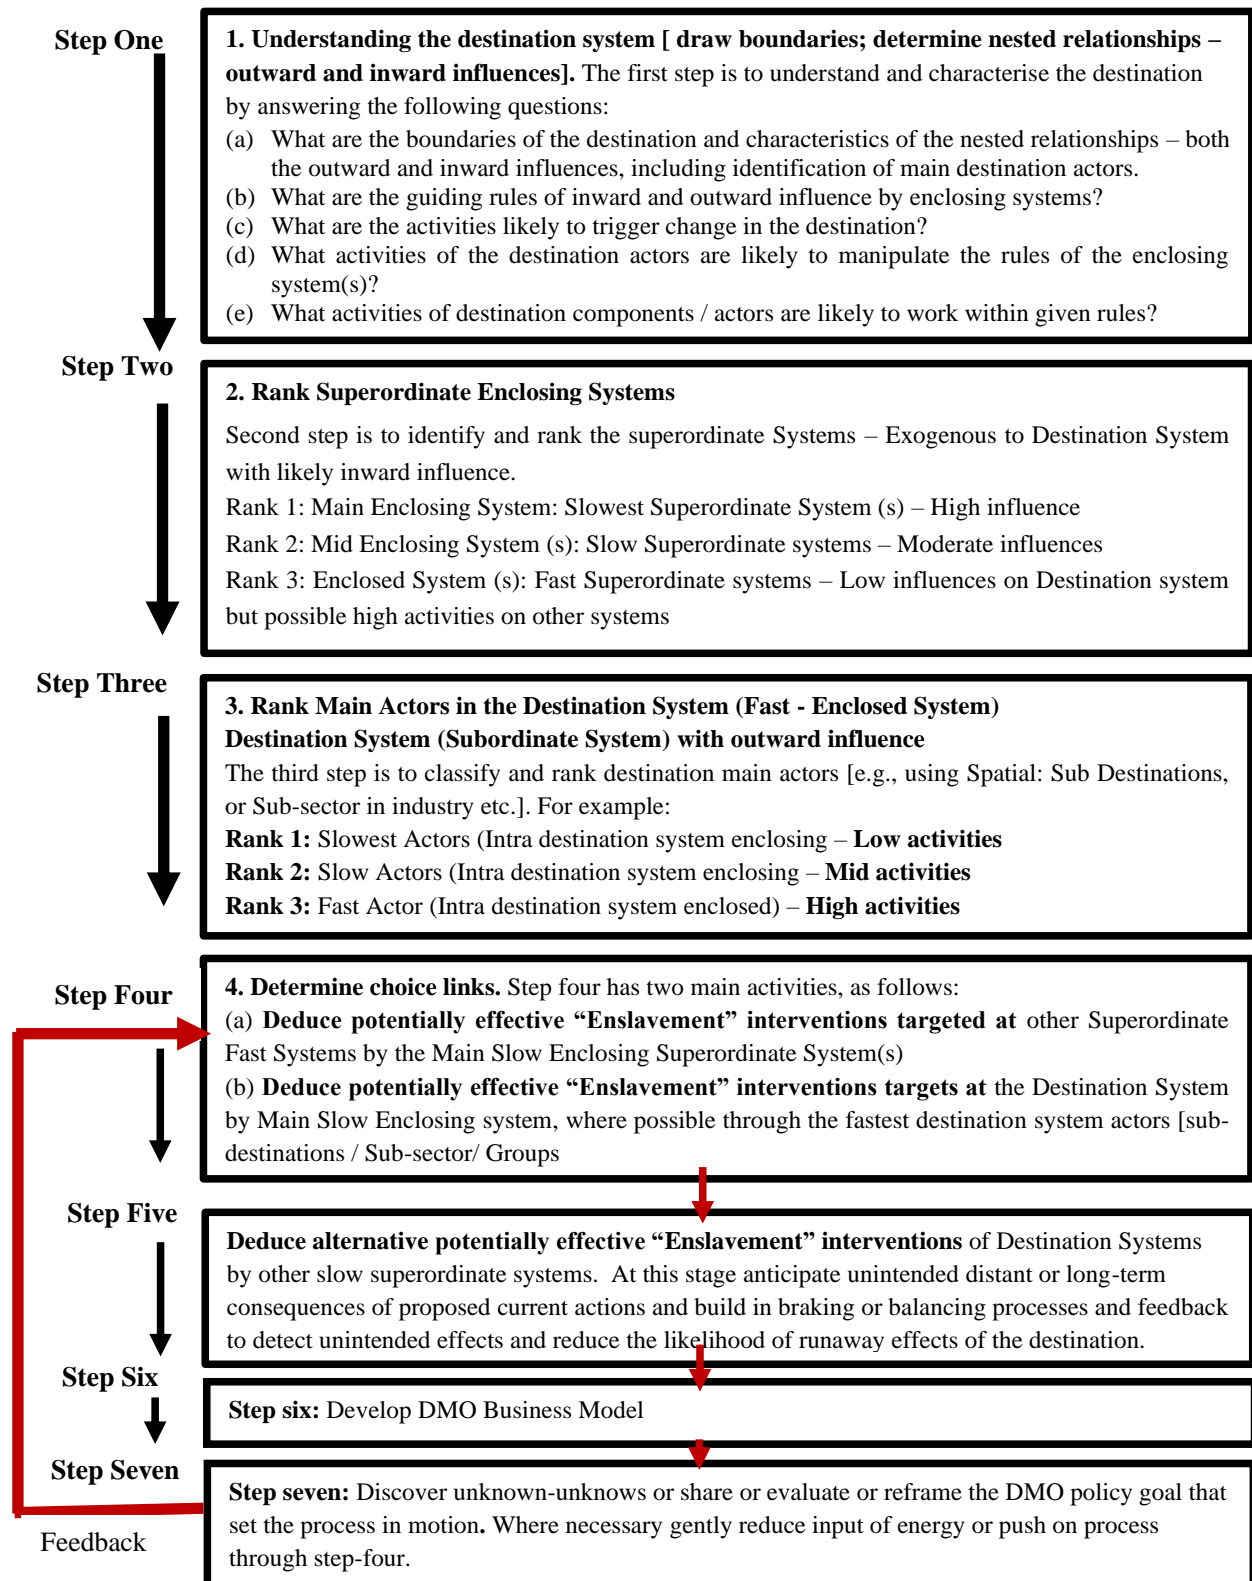 Step One
1. Understanding the destination system [ draw boundaries; determine nested relationships –
outward and inward influences]. The first step is to understand and characterise the destination
by answering the following questions:
(a) What are the boundaries of the destination and characteristics of the nested relationships – both
the outward and inward influences, including identification of main destination actors.
(b) What are the guiding rules of inward and outward influence by enclosing systems?
(c) What are the activities likely to trigger change in the destination?
(d) What activities of the destination actors are likely to manipulate the rules of the enclosing
system(s)?
(e) What activities of destination components / actors are likely to work within given rules?
Step Two
2. Rank Superordinate Enclosing Systems
Second step is to identify and rank the superordinate Systems – Exogenous to Destination System
with likely inward influence.
Rank 1: Main Enclosing System: Slowest Superordinate System (s) – High influence
Rank 2: Mid Enclosing System (s): Slow Superordinate systems – Moderate influences
Rank 3: Enclosed System (s): Fast Superordinate systems – Low influences on Destination system
but possible high activities on other systems
Step Three
3. Rank Main Actors in the Destination System (Fast - Enclosed System)
Destination System (Subordinate System) with outward influence
The third step is to classify and rank destination main actors [e.g., using Spatial: Sub Destinations,
or Sub-sector in industry etc.]. For example:
Rank 1: Slowest Actors (Intra destination system enclosing – Low activities
Rank 2: Slow Actors (Intra destination system enclosing – Mid activities
Rank 3: Fast Actor (Intra destination system enclosed) – High activities
Step Four
4. Determine choice links. Step four has two main activities, as follows:
(a) Deduce potentially effective “Enslavement” interventions targeted at other Superordinate
Fast Systems by the Main Slow Enclosing Superordinate System(s)
(b) Deduce potentially effective “Enslavement” interventions targets at the Destination System
by Main Slow Enclosing system, where possible through the fastest destination system actors [sub-
destinations / Sub-sector/ Groups
Step Five
Deduce alternative potentially effective “Enslavement” interventions of Destination Systems
by other slow superordinate systems. At this stage anticipate unintended distant or long-term
consequences of proposed current actions and build in braking or balancing processes and feedback
to detect unintended effects and reduce the likelihood of runaway effects of the destination.
Step Six
Step six: Develop DMO Business Model
Step Seven
Step seven: Discover unknown-unknows or share or evaluate or reframe the DMO policy goal that
set the process in motion. Where necessary gently reduce input of energy or push on process
through step-four.
Feedback